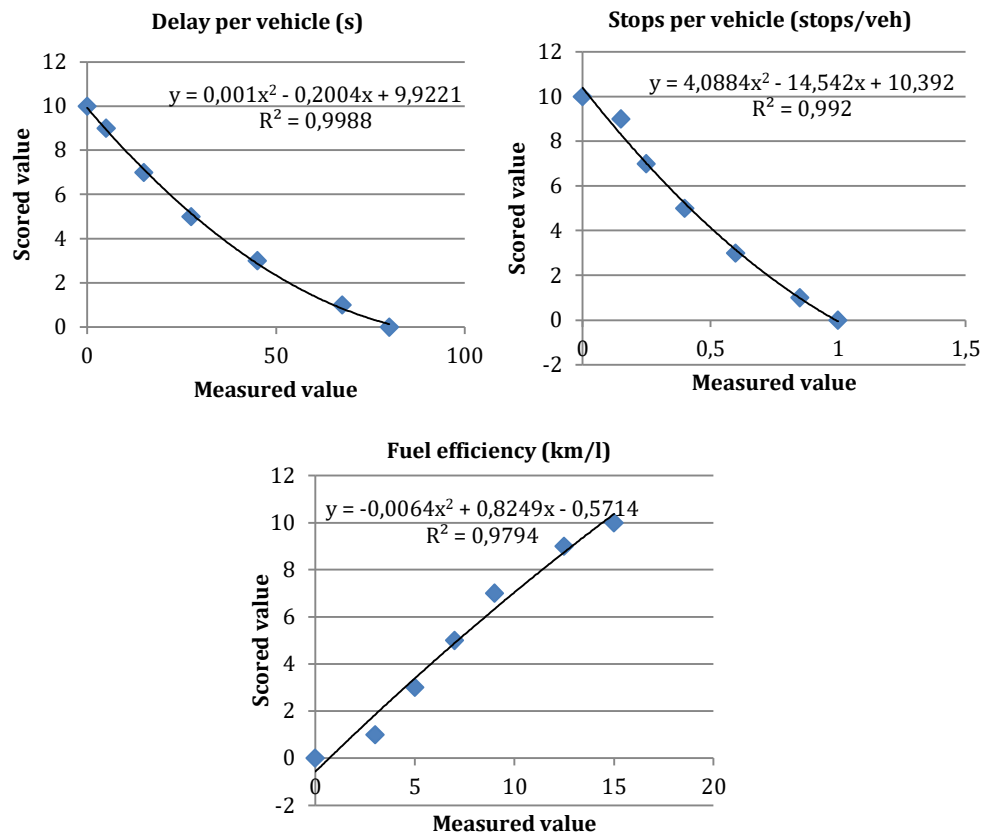 Delay per vehicle (s)
12
10
8
6
4
2
0
y = 0,001x² - 0,2004x + 9,9221
R² = 0,9988
0
50
100
Scored value
Measured value
Stops per vehicle (stops/veh)
12
10
8
6
4
2
0
-2
y = 4,0884x² - 14,542x + 10,392
R² = 0,992
0
0,5
1
1,5
Scored value
Measured value
Fuel efficiency (km/l)
12
10
8
6
4
2
0
-2
y = -0,0064x² + 0,8249x - 0,5714
R² = 0,9794
0
5
10
15
20
Scored value
Measured value